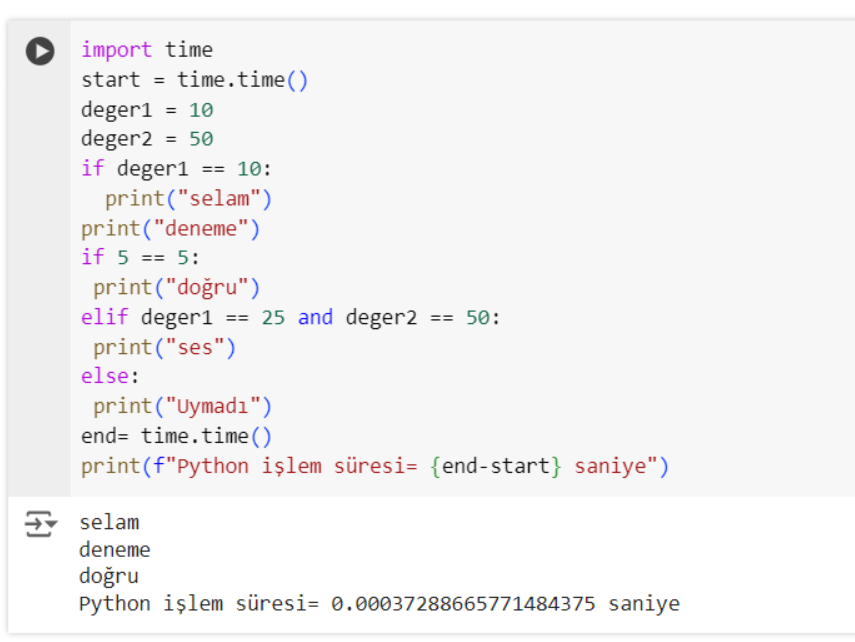 import time
start = time.time()
deger1 = 10
deger2 = 50
if deger1 == 10:
  print("selam")
print("deneme")
if 5 == 5:
 print("doğru")
elif deger1 == 25 and deger2 == 50:
 print("ses")
else:
 print("Uymadı")
end= time.time()
print(f"Python işlem süresi= {end-start} saniye")
selam
deneme
doğru
Python işlem süresi= 0.00037288665771484375 saniye